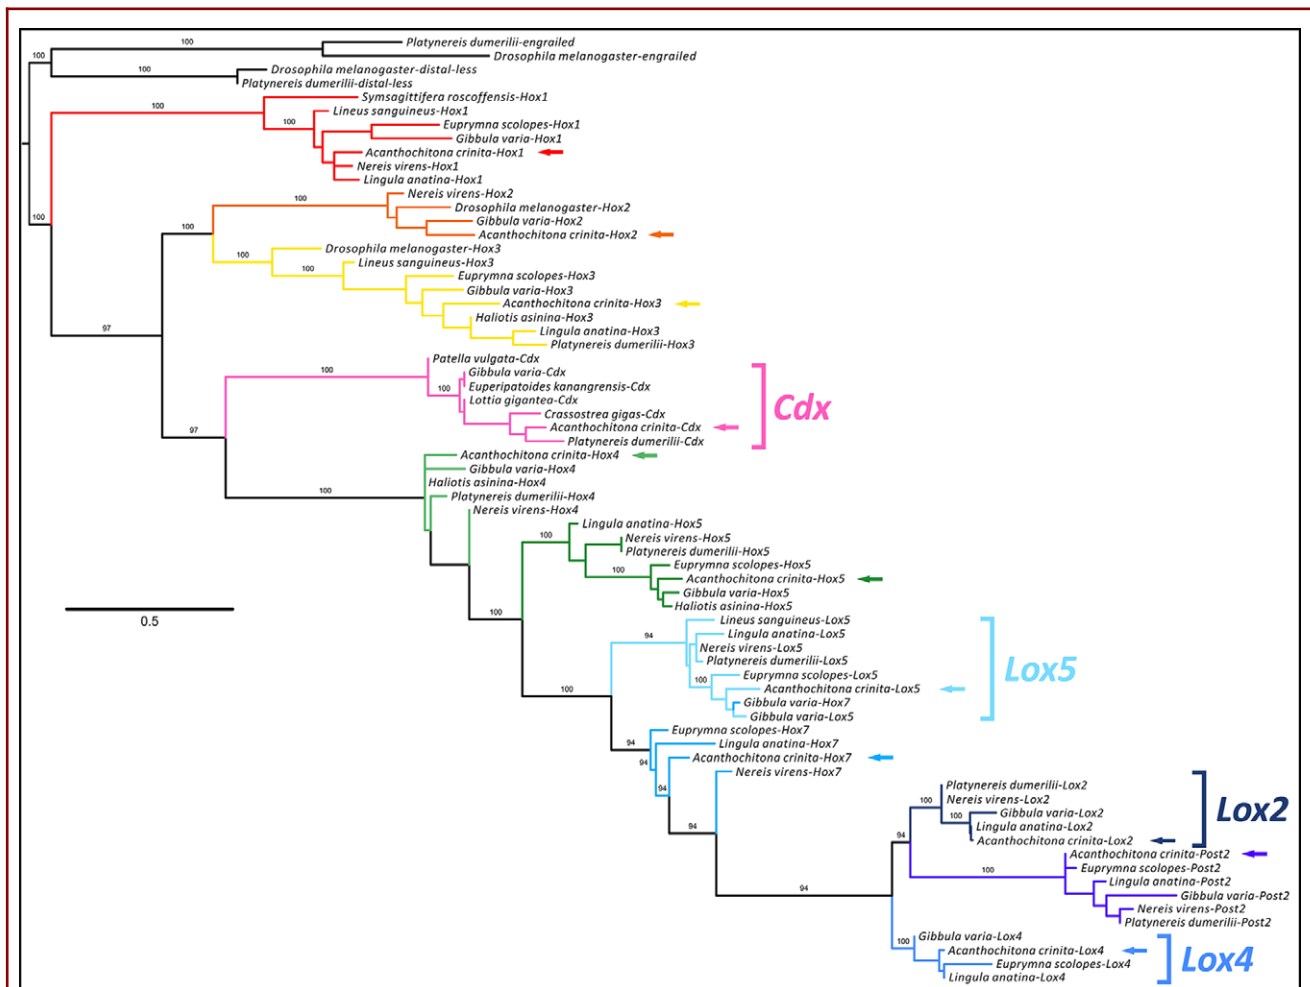 Platynereis dumerilii-engrailed
100
Drosophila melanogaster-engrailed
100
Drosophila melanogaster-distal-less
100
Platynereis dumerilii-distal-less
Symsagittifera roscoffensis-Hox1
100
Lineus sanguineus-Hox1
Euprymna scolopes-Hox1
100
Gibbula varia-Hox1
Acanthochitona crinita-Hox1
Nereis virens-Hox1
Lingula anatina-Hox1
Nereis virens-Hox2
100
Drosophila melanogaster-Hox2
100
Gibbula varia-Hox2
Acanthochitona crinita-Hox2
Drosophila melanogaster-Hox3
Lineus sanguineus-Hox3
100
Euprymna scolopes-Hox3
Gibbula varia-Hox3
Acanthochitona crinita-Hox3
Haliotis asinina-Hox3
97
Lingula anatina-Hox3
Platynereis dumerilii-Hox3
Patella vulgata-Cdx
100
Gibbula varia-Cdx
100
Euperipatoides kanangrensis-Cdx
Lottia gigantea-Cdx
Cdx
Crassostrea gigas-Cdx
97
Acanthochitona crinita-Cdx
Platynereis dumerilii-Cdx
Acanthochitona crinita-Hox4
Gibbula varia-Hox4
Haliotis asinina-Hox4
100
Platynereis dumerilii-Hox4
Nereis virens-Hox4
Lingula anatina-Hox5
100
Nereis virens-Hox5
Platynereis dumerilii-Hox5
Euprymna scolopes-Hox5
100
Acanthochitona crinita-Hox5
Gibbula varia-Hox5
Haliotis asinina-Hox5
0.5
100
Lineus sanguineus-Lox5
94
Lingula anatina-Lox5
Nereis virens-Lox5
Platynereis dumerilii-Lox5
Lox5
Euprymna scolopes-Lox5
100
Acanthochitona crinita-Lox5
100
Gibbula varia-Hox7
Gibbula varia-Lox5
Euprymna scolopes-Hox7
94
Lingula anatina-Hox7
Acanthochitona crinita-Hox7
94
Nereis virens-Hox7
94
Platynereis dumerilii-Lox2
Nereis virens-Lox2
100
Gibbula varia-Lox2
100
Lingula anatina-Lox2
Lox2
94
94
Acanthochitona crinita-Lox2
Acanthochitona crinita-Post2
Euprymna scolopes-Post2
100
Lingula anatina-Post2
94
Gibbula varia-Post2
Nereis virens-Post2
Platynereis dumerilii-Post2
Gibbula varia-Lox4
100
Acanthochitona crinita-Lox4
Lox4
Euprymna scolopes-Lox4
Lingula anatina-Lox4